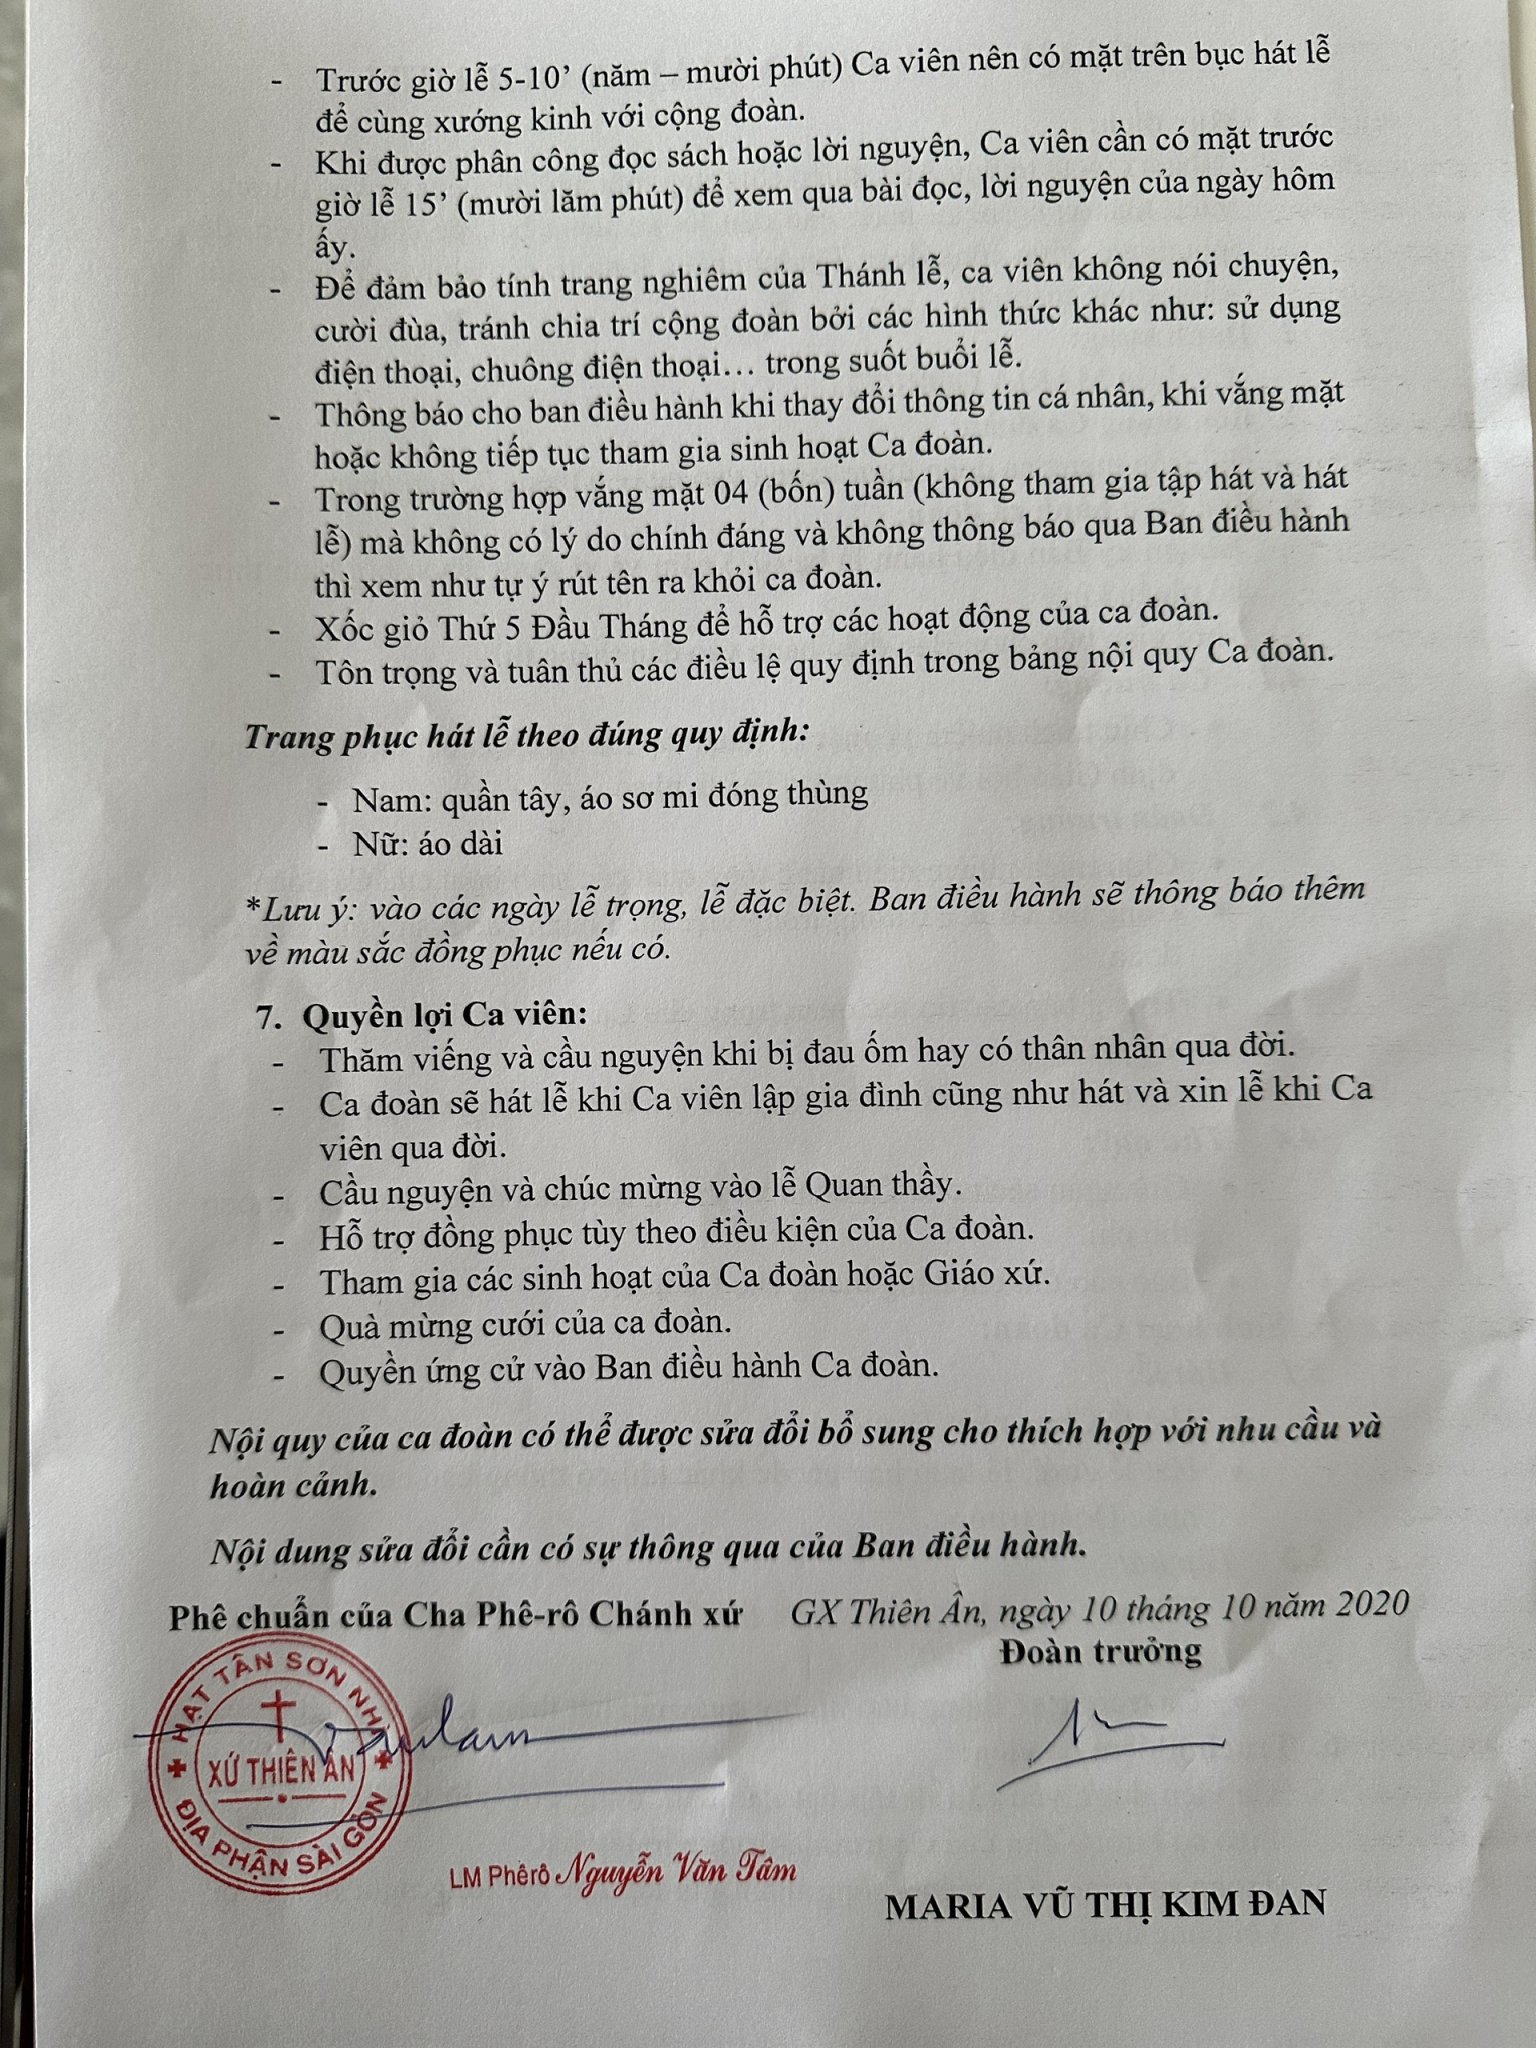 - Trước giờ lễ 5-10’ (năm – mười phút) Ca viên nên có mặt trên bục hát lễ
để cùng xướng kinh với cộng đoàn.
- Khi được phân công đọc sách hoặc lời nguyện, Ca viên cần có mặt trước
giờ lễ 15’ (mười lăm phút) để xem qua bài đọc, lời nguyện của ngày hôm
ấy.
- Để đảm bảo tính trang nghiêm của Thánh lễ, ca viên không nói chuyện,
cười đùa, tránh chia trí cộng đoàn bởi các hình thức khác như: sử dụng
điện thoại, chuông điện thoại… trong suốt buổi lễ.
- Thông báo cho ban điều hành khi thay đổi thông tin cá nhân, khi vắng mặt
hoặc không tiếp tục tham gia sinh hoạt Ca đoàn.
- Trong trường hợp vắng mặt 04 (bốn) tuần (không tham gia tập hát và hát
lễ) mà không có lý do chính đáng và không thông báo qua Ban điều hành
thì xem như tự ý rút tên ra khỏi ca đoàn.
- Xốc giỏ Thứ 5 Đầu Tháng để hỗ trợ các hoạt động của ca đoàn.
- Tôn trọng và tuân thủ các điều lệ quy định trong bảng nội quy Ca đoàn.
Trang phục hát lễ theo đúng quy định:
- Nam: quần tây, áo sơ mi đóng thùng
- Nữ: áo dài
*Lưu ý: vào các ngày lễ trọng, lễ đặc biệt. Ban điều hành sẽ thông báo thêm
về màu sắc đồng phục nếu có.
7. Quyền lợi Ca viên:
- Thăm viếng và cầu nguyện khi bị đau ốm hay có thân nhân qua đời.
- Ca đoàn sẽ hát lễ khi Ca viên lập gia đình cũng như hát và xin lễ khi Ca
viên qua đời.
- Cầu nguyện và chúc mừng vào lễ Quan thầy.
- Hỗ trợ đồng phục tùy theo điều kiện của Ca đoàn.
- Tham gia các sinh hoạt của Ca đoàn hoặc Giáo xứ.
- Quà mừng cưới của ca đoàn.
- Quyền ứng cử vào Ban điều hành Ca đoàn.
Nội quy của ca đoàn có thể được sửa đổi bổ sung cho thích hợp với nhu cầu và
hoàn cảnh.
Nội dung sửa đổi cần có sự thông qua của Ban điều hành.
Phê chuẩn của Cha Phê-rô Chánh xứ GX Thiên Ân, ngày 10 tháng 10 năm 2020
Đoàn trưởng
HẠT TÂN SƠN NHÌ
XỨ THIÊN ÂN
ĐỊA PHẬN SÀI GÒN
LM Phêrô Nguyễn Văn Tâm
MARIA VŨ THỊ KIM ĐAN